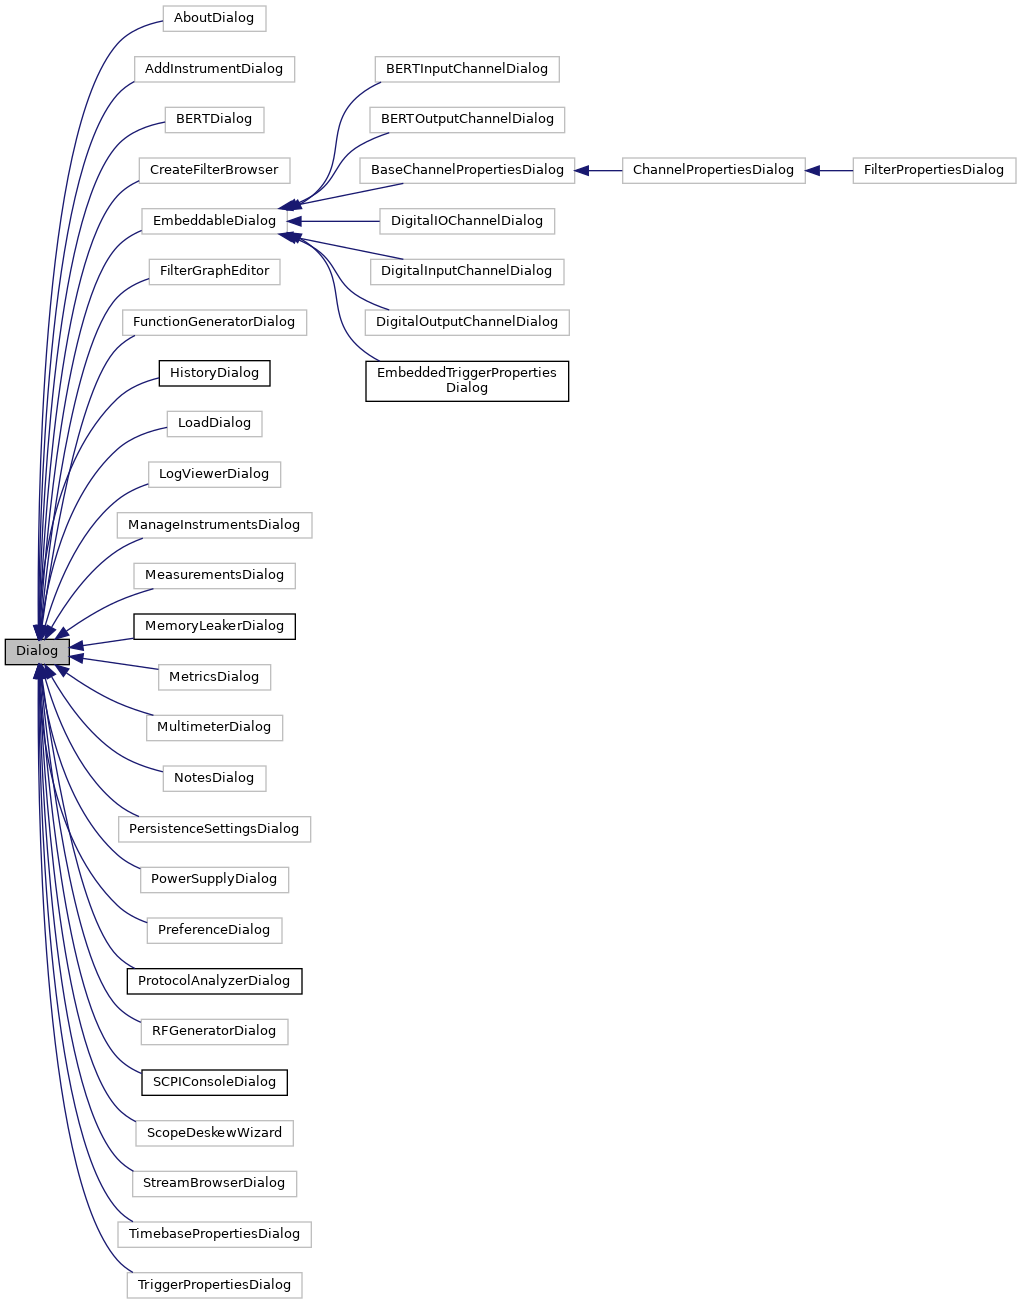 AboutDialog
AddInstrumentDialog
BERTInputChannelDialog
BERTDialog
BERTOutputChannelDialog
CreateFilterBrowser
BaseChannelPropertiesDialog
ChannelPropertiesDialog
FilterPropertiesDialog
EmbeddableDialog
DigitalIOChannelDialog
FilterGraphEditor
DigitalInputChannelDialog
FunctionGeneratorDialog
DigitalOutputChannelDialog
HistoryDialog
EmbeddedTriggerProperties
Dialog
LoadDialog
LogViewerDialog
ManageInstrumentsDialog
MeasurementsDialog
MemoryLeakerDialog
Dialog
MetricsDialog
MultimeterDialog
NotesDialog
PersistenceSettingsDialog
PowerSupplyDialog
PreferenceDialog
ProtocolAnalyzerDialog
RFGeneratorDialog
SCPIConsoleDialog
ScopeDeskewWizard
StreamBrowserDialog
TimebasePropertiesDialog
TriggerPropertiesDialog